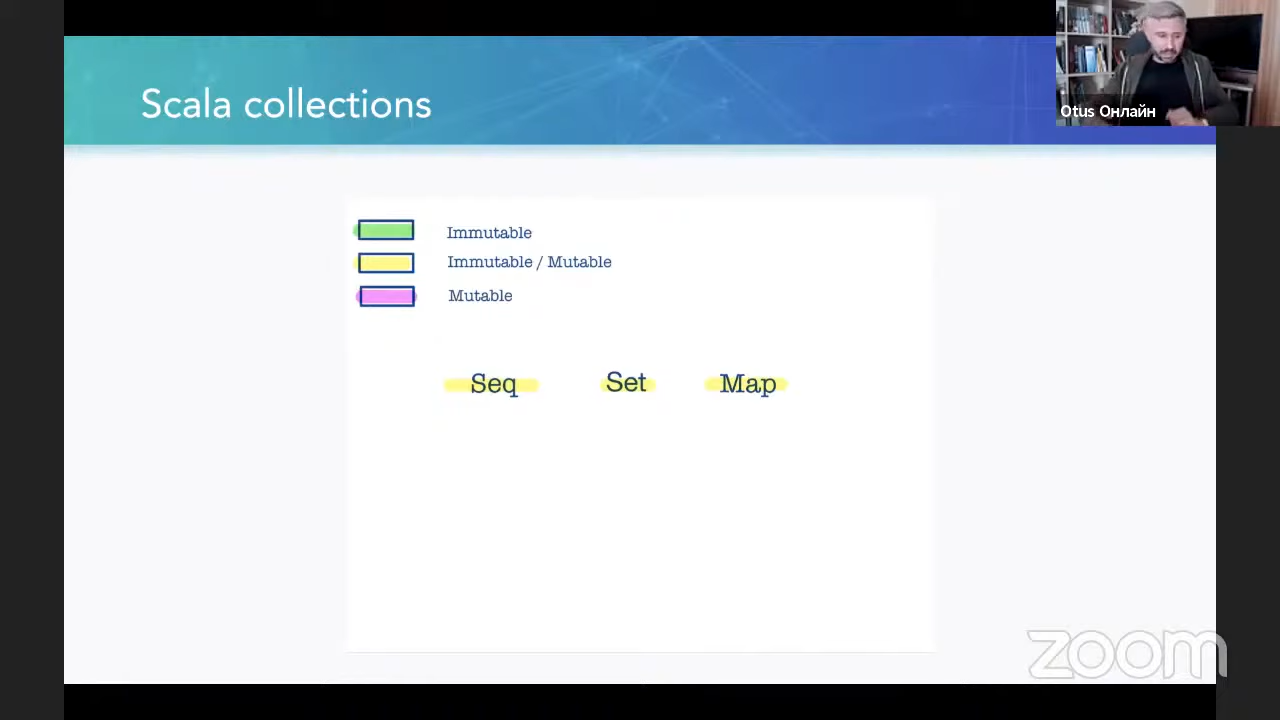 Scala collections
Otus Онлайн
Immutable
Immutable / Mutable
Mutable
Seq Set Map
zoom